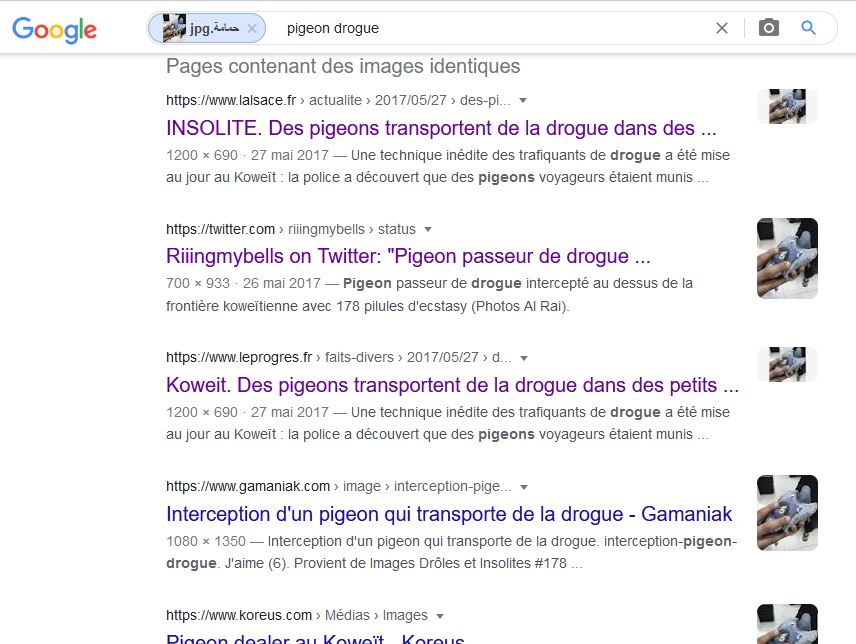 Google حمامة.jpg × pigeon drogue
Pages contenant des images identiques
https://www.lalsace.fr › actualite › 2017/05/27 › des-pi... ▼
INSOLITE. Des pigeons transportent de la drogue dans des ...
1200 × 690 · 27 mai 2017 — Une technique inédite des trafiquants de drogue a été mise
au jour au Koweït : la police a découvert que des pigeons voyageurs étaient munis ...
https://twitter.com › riiingmybells › status ▼
Riiingmybells on Twitter: "Pigeon passeur de drogue ...
700 × 933 · 26 mai 2017 — Pigeon passeur de drogue intercepté au dessus de la
frontière koweïtienne avec 178 pilules d'ecstasy (Photos Al Rai).
https://www.leprogres.fr › faits-divers › 2017/05/27 › d... ▼
Koweit. Des pigeons transportent de la drogue dans des petits ...
1200 × 690 · 27 mai 2017 — Une technique inédite des trafiquants de drogue a été mise
au jour au Koweït : la police a découvert que des pigeons voyageurs étaient munis ...
https://www.gamaniak.com › image › interception-pige... ▼
Interception d'un pigeon qui transporte de la drogue - Gamaniak
1080 × 1350 — Interception d'un pigeon qui transporte de la drogue. interception-pigeon-
drogue. J'aime (6). Provient de Images Drôles et Insolites #178 ...
https://www.koreus.com › Médias › Images ▼
Pigeon dealer au Koweït - Koreus